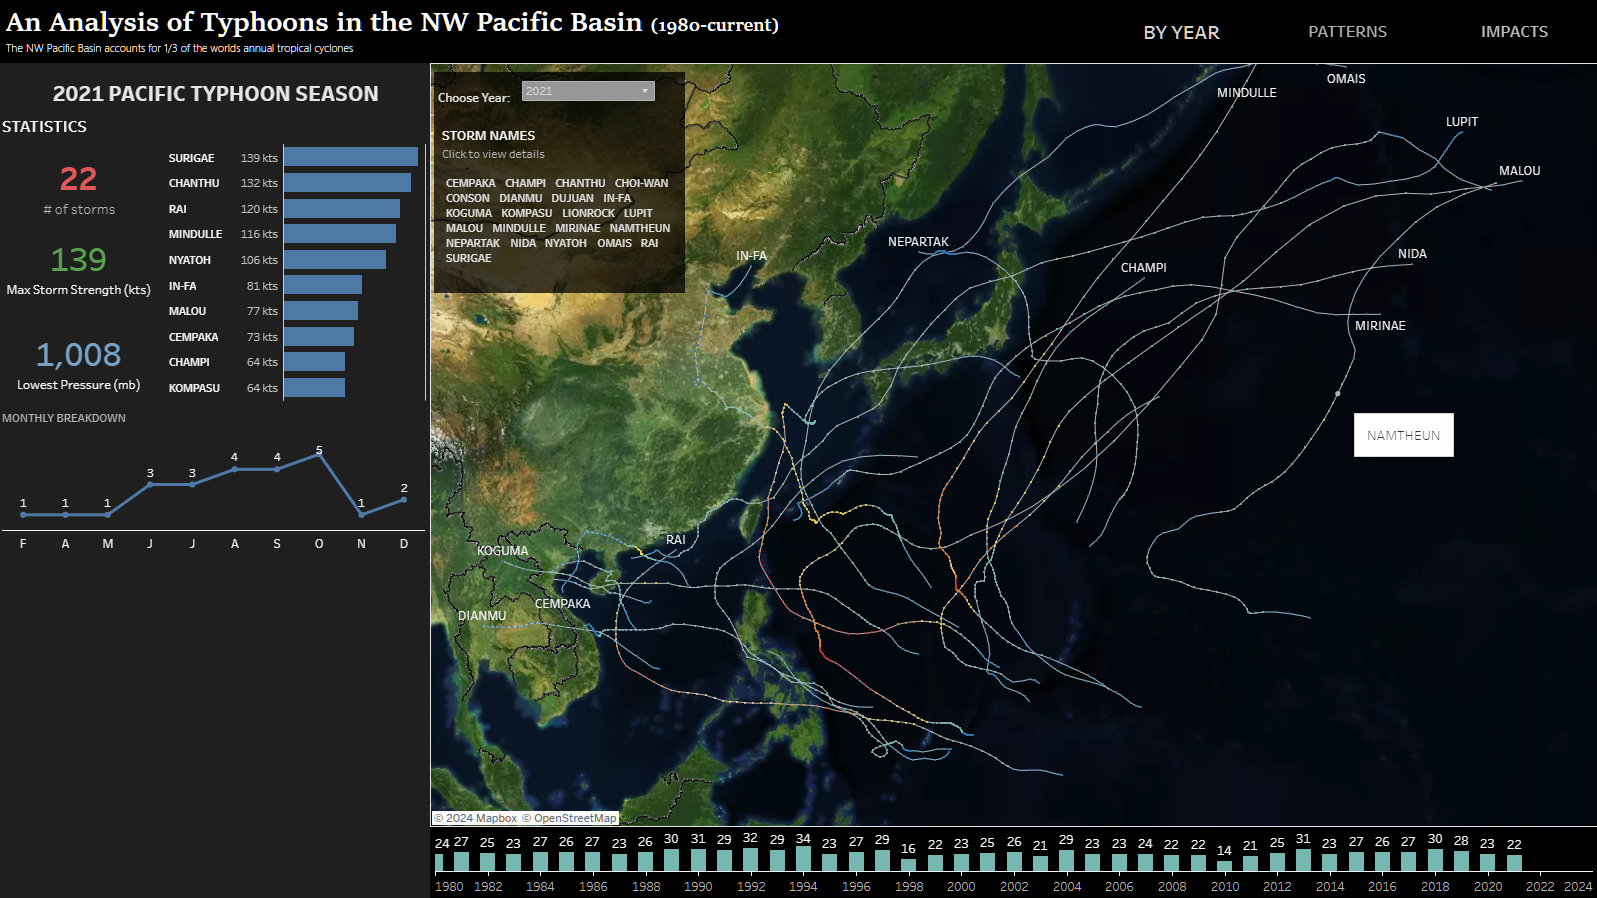 An Analysis of Typhoons in the NW Pacific Basin (1980-current)
The NW Pacific Basin accounts for 1/3 of the worlds annual tropical cyclones
BY YEAR
PATTERNS
IMPACTS
2021 PACIFIC TYPHOON SEASON
STATISTICS
22
# of storms
139
Max Storm Strength (kts)
1,008
Lowest Pressure (mb)
SURIGAE 139 kts
CHANTHU 132 kts
RAI 120 kts
MINDULLE 116 kts
NYATOH 106 kts
IN-FA 81 kts
MALOU 77 kts
CEMPAKA 73 kts
CHAMPI 64 kts
KOMPASU 64 kts
MONTHLY BREAKDOWN
1 1 1 3 3 4 4 5 1 2
F A M J J A S O N D
Choose Year: 2021
STORM NAMES
Click to view details
CEMPAKA CHAMPI CHANTHU CHOI-WAN
CONSON DIANMU DUJUAN IN-FA
KOGUMA KOMPASU LIONROCK LUPIT
MALOU MINDULLE MIRINAE NAMTHEUN
NEPARTAK NIDA NYATOH OMAIS RAI
SURIGAE
OMAIS
MINDULLE
LUPIT
MALOU
NEPARTAK
IN-FA
NIDA
CHAMPI
MIRINAE
NAMTHEUN
RAI
KOGUMA
CEMPAKA
DIANMU
© 2024 Mapbox © OpenStreetMap
24 27 25 23 27 26 27 23 26 30 31 29 32 29 34 23 27 29 16 22 23 25 26 21 29 23 23 24 22 22 14 21 25 31 23 27 26 27 30 28 23 22
1980 1982 1984 1986 1988 1990 1992 1994 1996 1998 2000 2002 2004 2006 2008 2010 2012 2014 2016 2018 2020 2022 2024